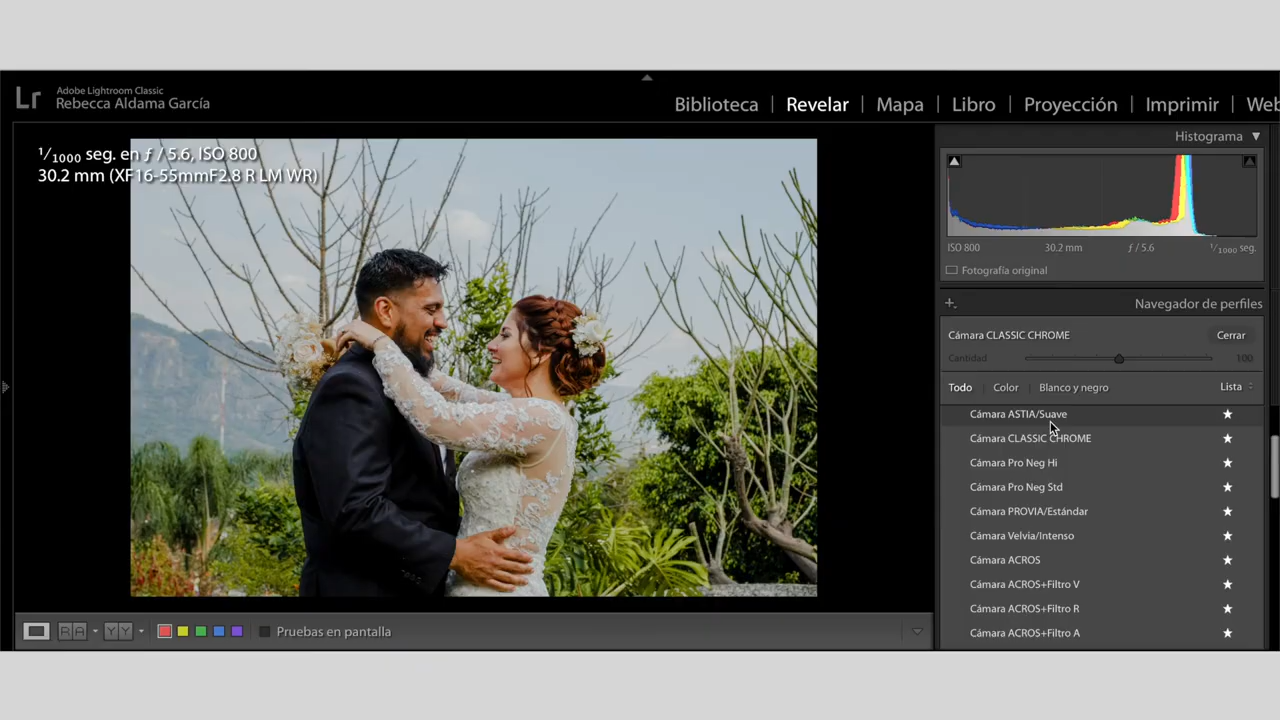 Lr
Adobe Lightroom Classic
Rebecca Aldama García
Biblioteca | Revelar | Mapa | Libro | Proyección | Imprimir | Web
1/1000 seg. en ƒ / 5.6, ISO 800
30.2 mm (XF16-55mmF2.8 R LM WR)
Histograma
ISO 800 30.2 mm ƒ / 5.6 1/1000 seg.
Fotografía original
Navegador de perfiles
Cámara CLASSIC CHROME Cerrar
Cantidad 100
Todo | Color | Blanco y negro Lista
Cámara ASTIA/Suave
Cámara CLASSIC CHROME
Cámara Pro Neg Hi
Cámara Pro Neg Std
Cámara PROVIA/Estándar
Cámara Velvia/Intenso
Cámara ACROS
Cámara ACROS+Filtro V
Cámara ACROS+Filtro R
Cámara ACROS+Filtro A
R A Y Y Pruebas en pantalla